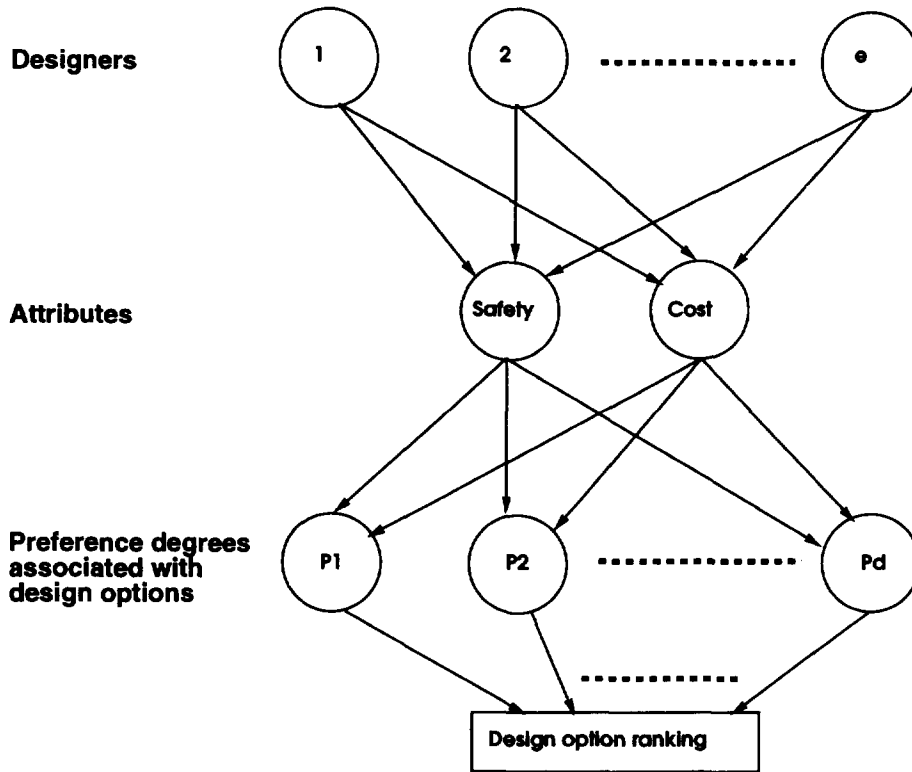 Designers
1
2
e
Attributes
Safety
Cost
Preference degrees
associated with
design options
P1
P2
Pd
Design option ranking